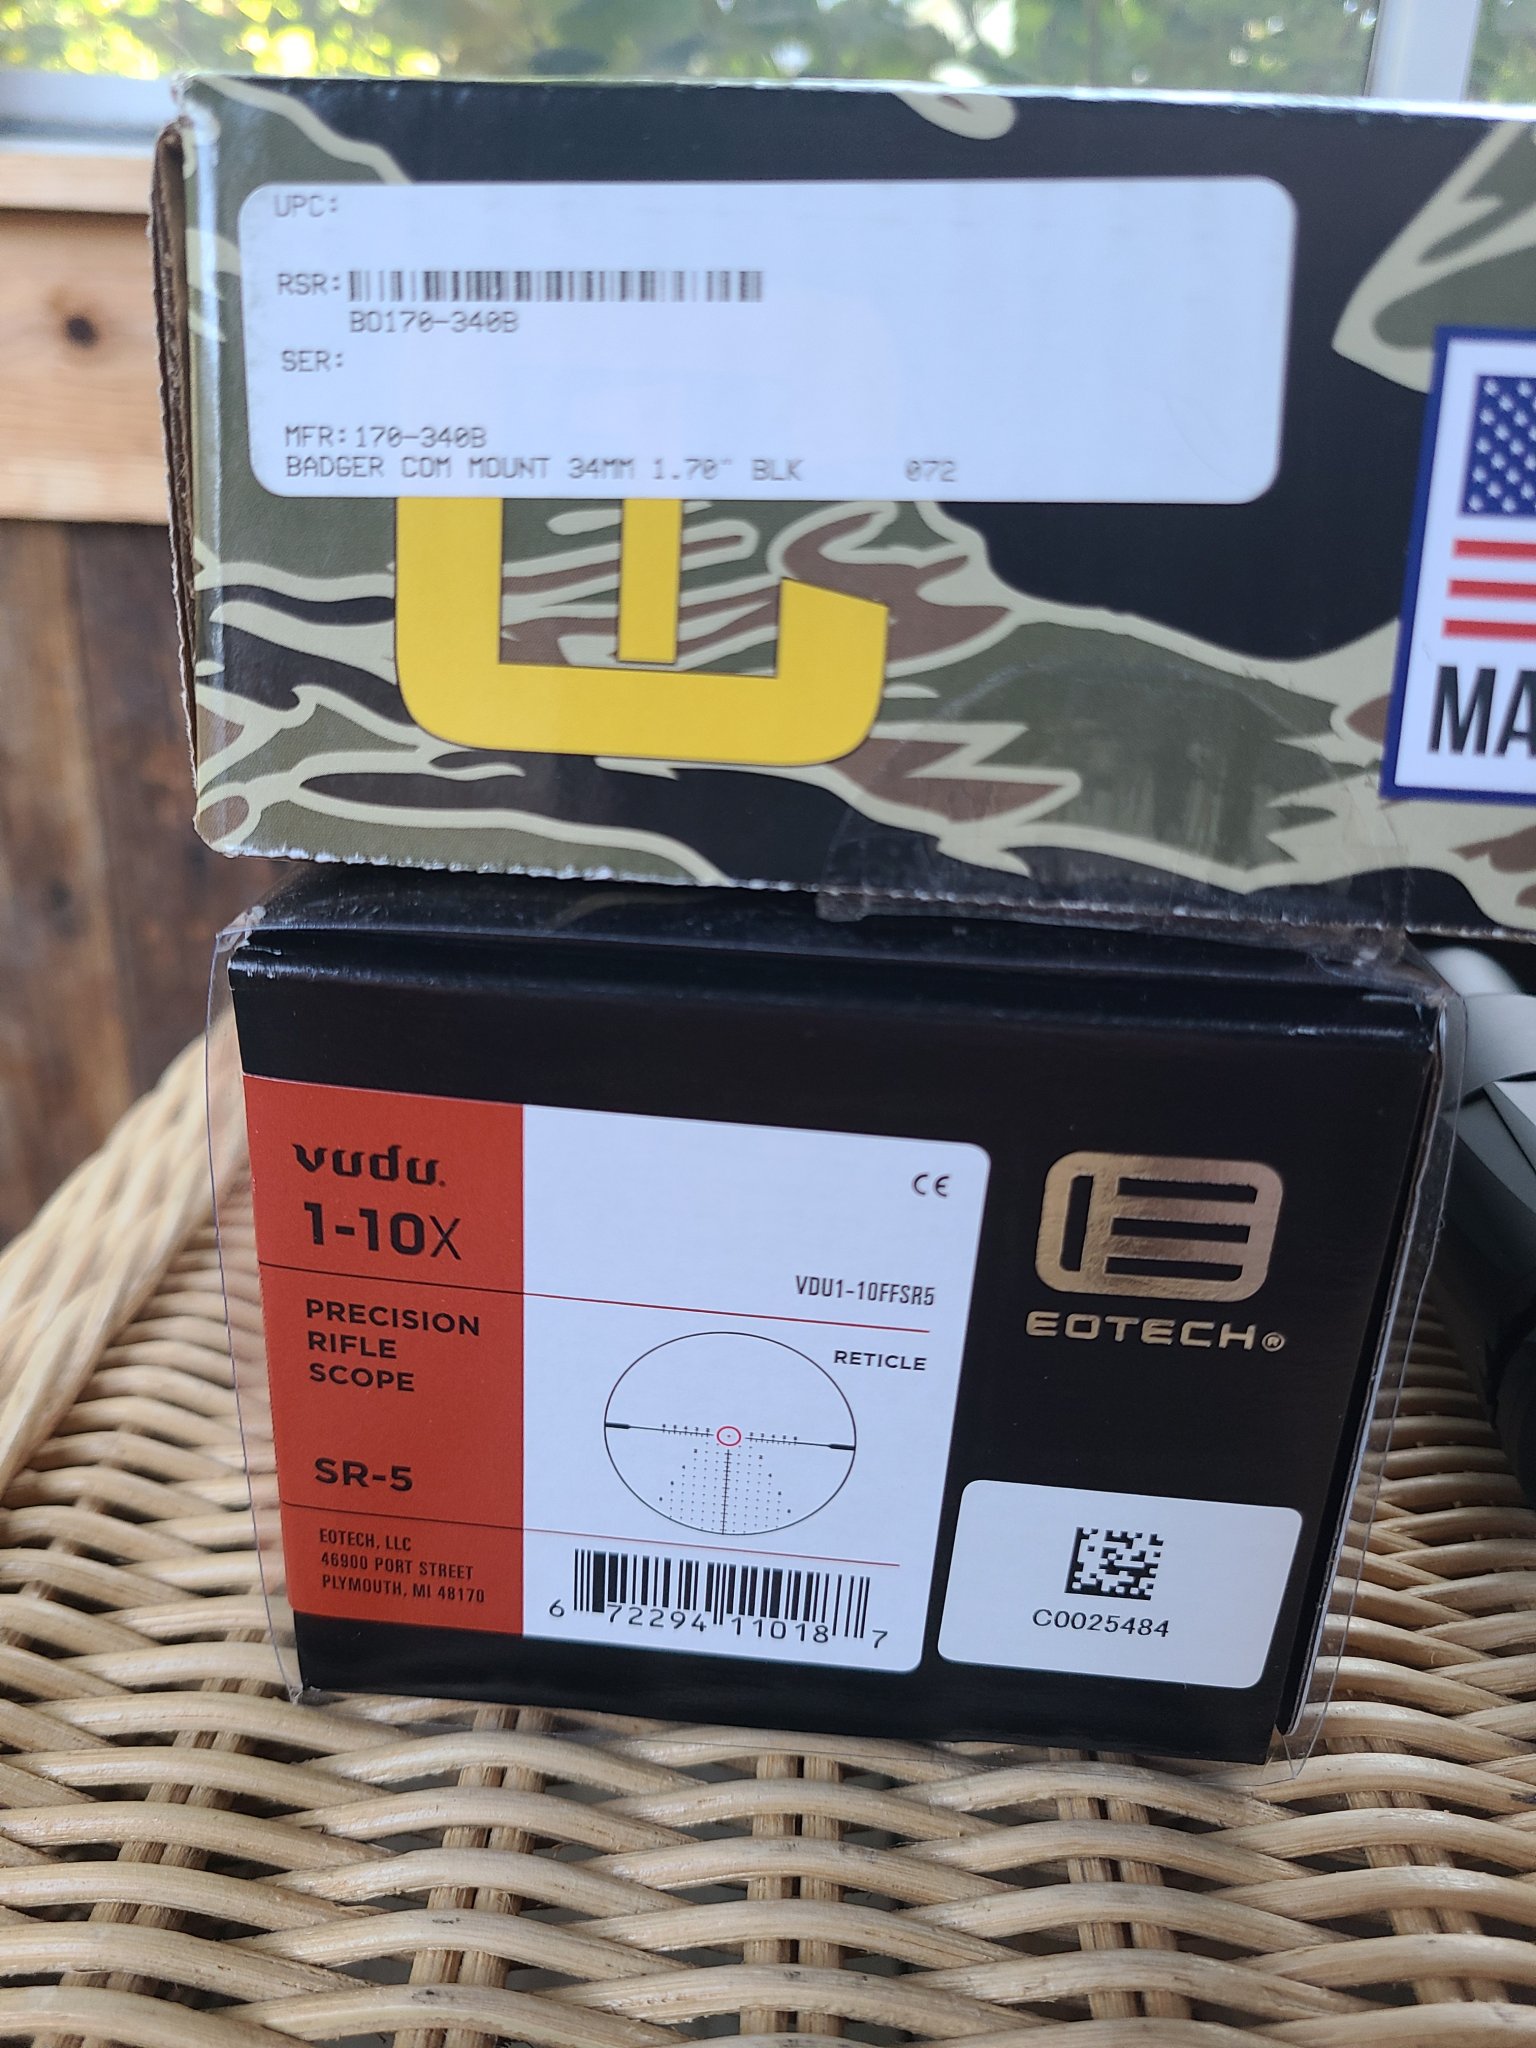 UPC:
RSR:
BO170-340B
SER:
MFR:170-340B
BADGER COM MOUNT 34MM 1.70" BLK 072
MA
vudu.
1-10X
PRECISION
RIFLE
SCOPE
SR-5
EOTECH, LLC
46900 PORT STREET
PLYMOUTH, MI 48170
CE
VDU1-10FFSR5
RETICLE
6 72294 11018 7
EOTECH®
C0025484